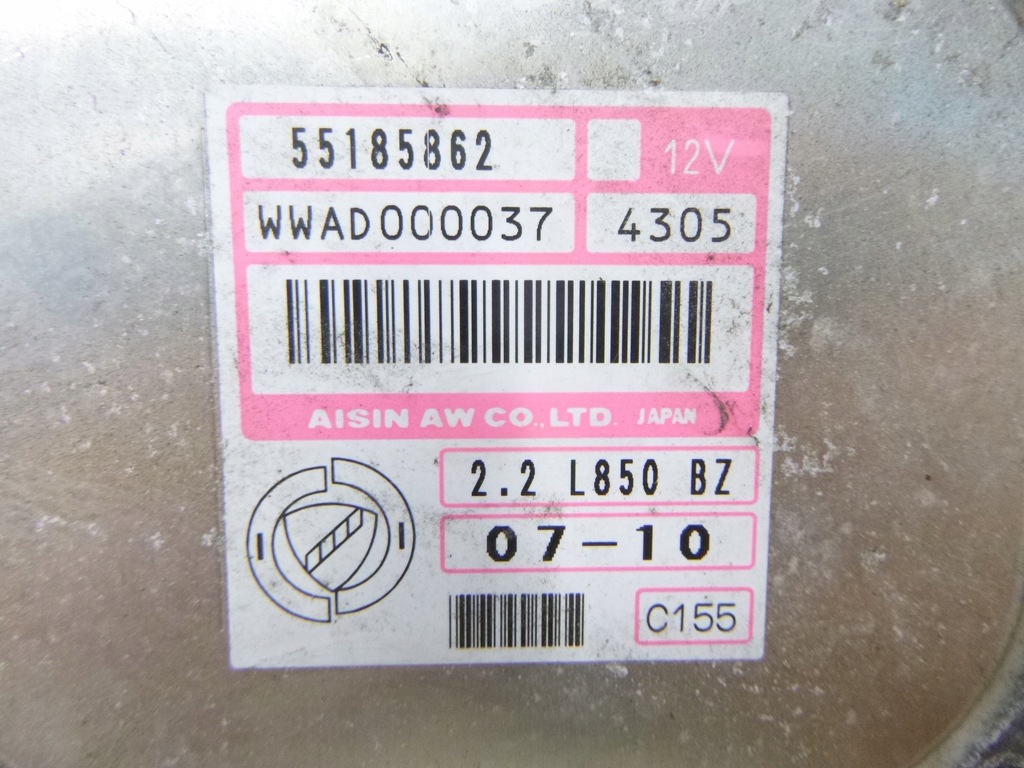 55185862 12V
WWAD000037 4305
AISIN AW CO.,LTD. JAPAN
2.2 L850 BZ
07-10
C155